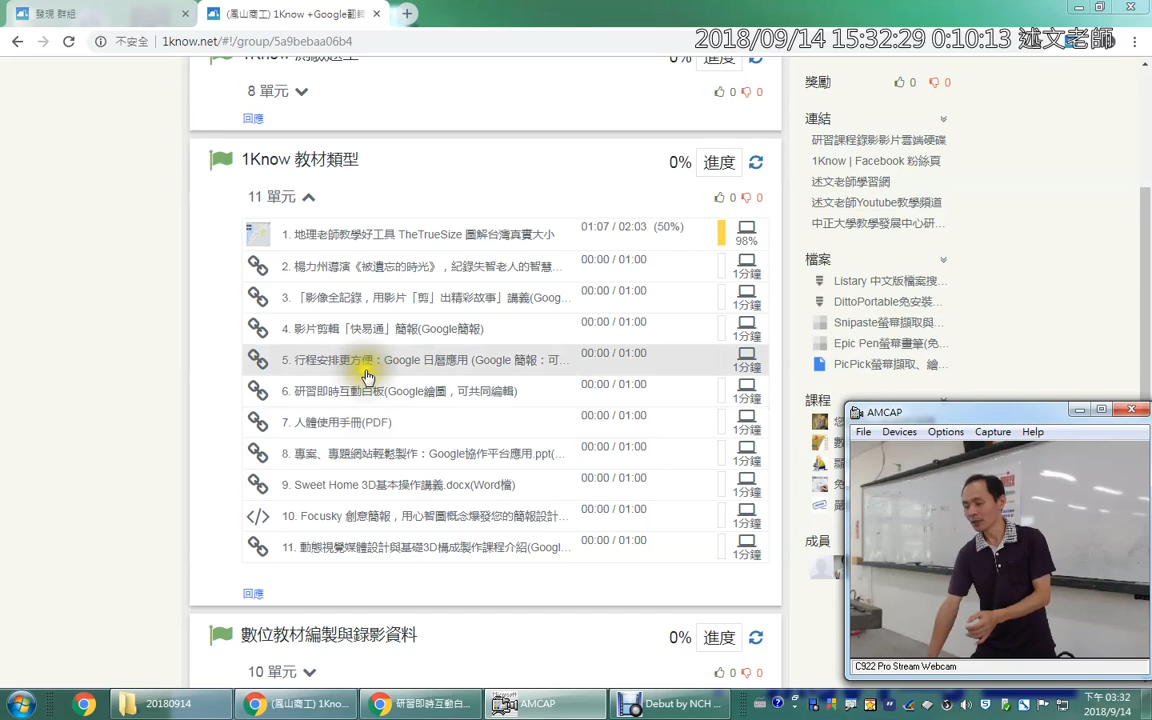 發現 群組
(鳳山商工) 1Know +Google翻轉
不安全
1know.net/#!/group/5a9bebaa06b4
2018/09/14 15:32:29 0:10:13 述文老師
0%
進度
8 單元
0
0
回應
1Know 教材類型
0%
進度
11 單元
0
0
1. 地理老師教學好工具 TheTrueSize 圖解台灣真實大小
01:07 / 02:03 (50%)
98%
2. 楊力州導演《被遺忘的時光》，紀錄失智老人的智慧...
00:00 / 01:00
1分鐘
3. 「影像全記錄，用影片「剪」出精彩故事」講義(Goog...
00:00 / 01:00
1分鐘
4. 影片剪輯「快易通」簡報(Google簡報)
00:00 / 01:00
1分鐘
5. 行程安排更方便：Google 日曆應用 (Google 簡報：可...
00:00 / 01:00
1分鐘
6. 研習即時互動白板(Google繪圖，可共同編輯)
00:00 / 01:00
1分鐘
7. 人體使用手冊(PDF)
00:00 / 01:00
1分鐘
8. 專案、專題網站輕鬆製作：Google協作平台應用.ppt(...
00:00 / 01:00
1分鐘
9. Sweet Home 3D基本操作講義.docx(Word檔)
00:00 / 01:00
1分鐘
10. Focusky 創意簡報，用心智圖概念爆發您的簡報設計...
00:00 / 01:00
1分鐘
11. 動態視覺媒體設計與基礎3D構成製作課程介紹(Googl...
00:00 / 01:00
1分鐘
回應
數位教材編製與錄影資料
0%
進度
10 單元
0
0
獎勵
0
0
連結
研習課程錄影影片雲端硬碟
1Know | Facebook 粉絲頁
述文老師學習網
述文老師Youtube教學頻道
中正大學教學發展中心研...
檔案
Listary 中文版檔案搜...
DittoPortable免安裝...
Snipaste螢幕擷取與...
Epic Pen螢幕畫筆(免...
PicPick螢幕擷取、繪...
課程
成員
AMCAP
File Devices Options Capture Help
C922 Pro Stream Webcam
20180914
(鳳山商工) 1Kno...
研習即時互動白...
AMCAP
Debut by NCH ...
下午 03:32
2018/9/14